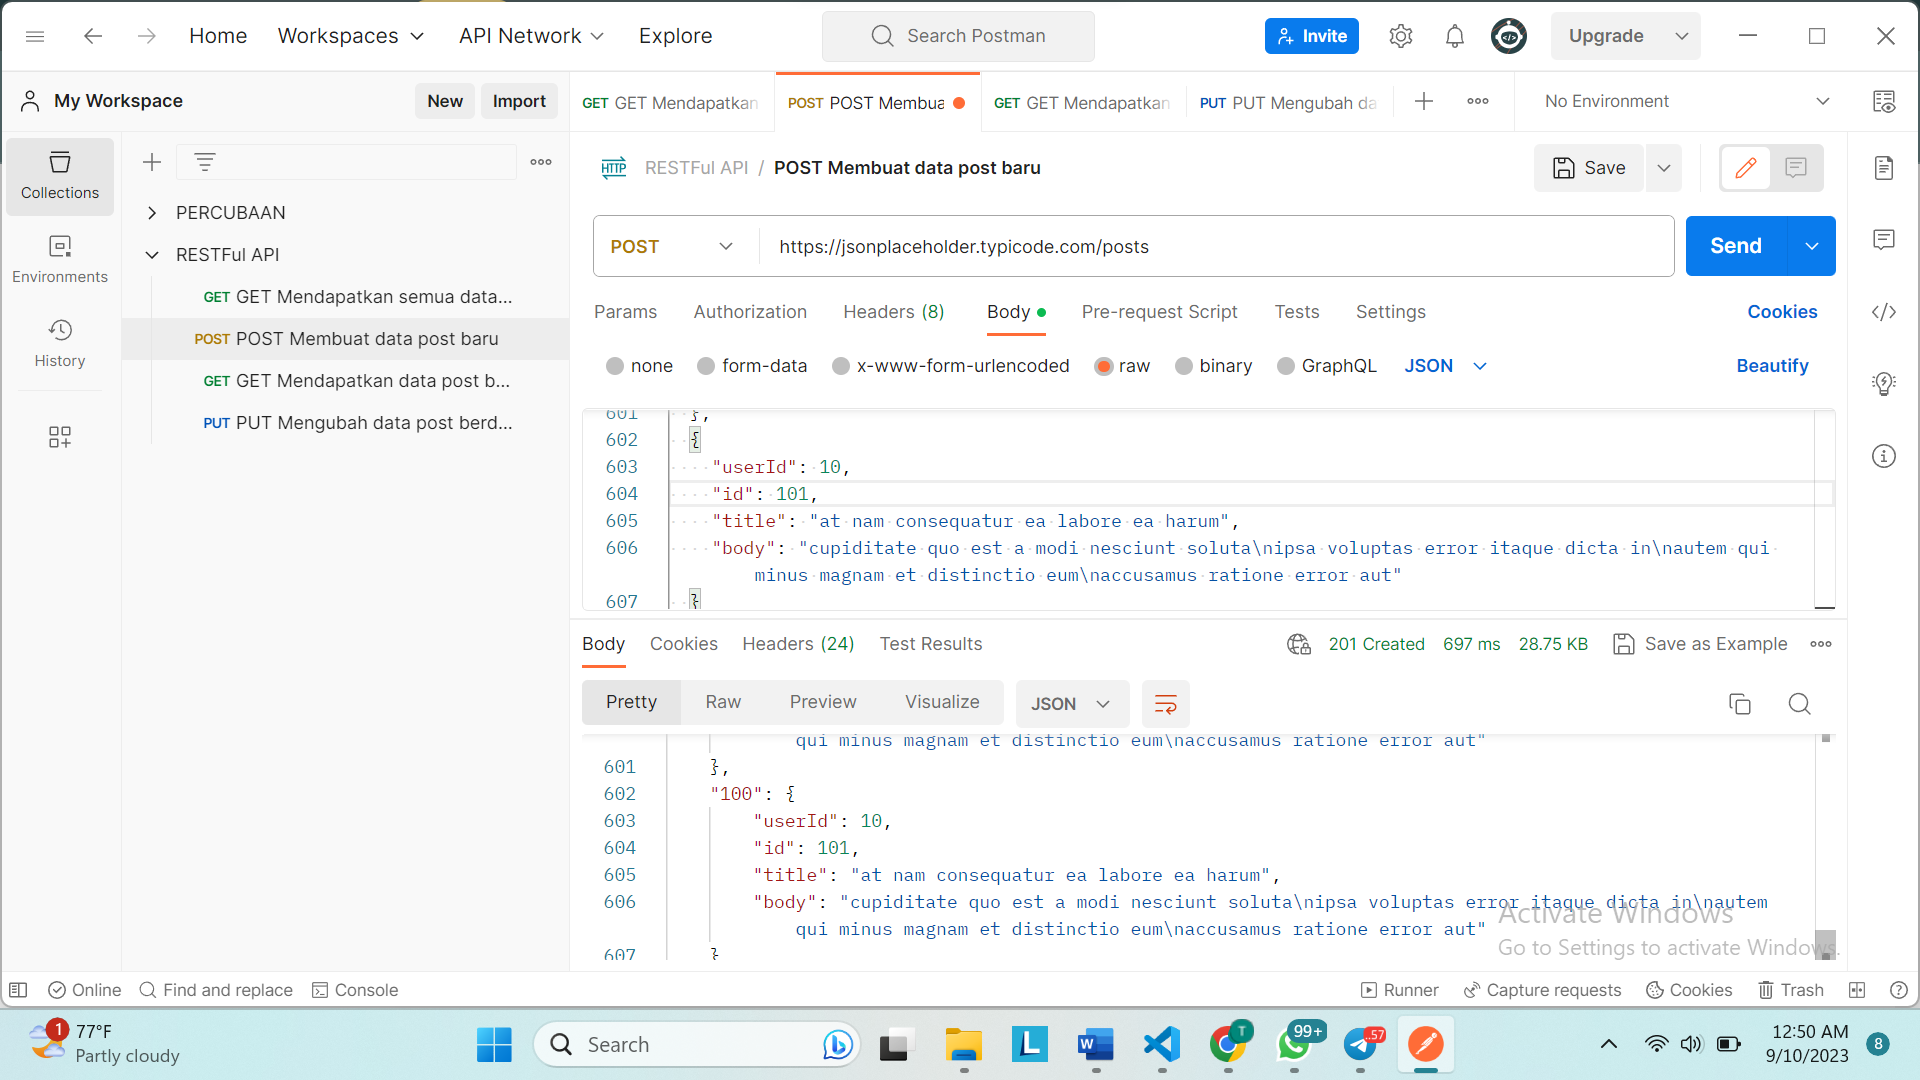 Home Workspaces API Network Explore Search Postman Invite Upgrade
My Workspace New Import GET GET Mendapatkan POST POST Membua GET GET Mendapatkan PUT PUT Mengubah da No Environment
Collections
Environments
History
PERCUBAAN
RESTFul API
GET GET Mendapatkan semua data...
POST POST Membuat data post baru
GET GET Mendapatkan data post b...
PUT PUT Mengubah data post berd...
HTTP RESTFul API / POST Membuat data post baru Save
POST https://jsonplaceholder.typicode.com/posts Send
Params Authorization Headers (8) Body Pre-request Script Tests Settings Cookies
none form-data x-www-form-urlencoded raw binary GraphQL JSON Beautify
601 },
602 {
603 "userId": 10,
604 "id": 101,
605 "title": "at nam consequatur ea labore ea harum",
606 "body": "cupiditate quo est a modi nesciunt soluta\nipsa voluptas error itaque dicta in\nautem qui
minus magnam et distinctio eum\naccusamus ratione error aut"
607 }
Body Cookies Headers (24) Test Results 201 Created 697 ms 28.75 KB Save as Example
Pretty Raw Preview Visualize JSON
qui minus magnam et distinctio eum\naccusamus ratione error aut"
601 },
602 "100": {
603 "userId": 10,
604 "id": 101,
605 "title": "at nam consequatur ea labore ea harum",
606 "body": "cupiditate quo est a modi nesciunt soluta\nipsa voluptas error itaque dicta in\nautem
qui minus magnam et distinctio eum\naccusamus ratione error aut"
607 }
Activate Windows
Go to Settings to activate Windows.
Online Find and replace Console Runner Capture requests Cookies Trash
1 77°F
Partly cloudy
Search
L W T 99+ ..57
12:50 AM
9/10/2023
8